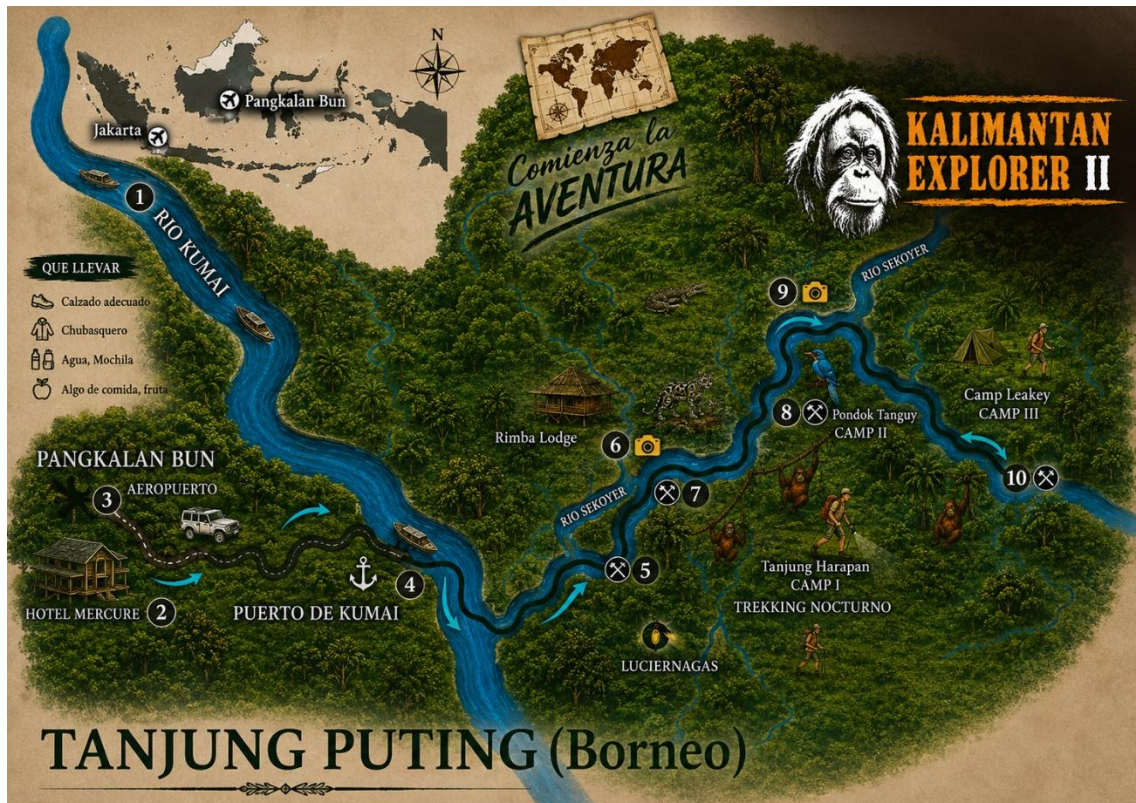 N
Pangkalan Bun
Jakarta
Comienza la
AVENTURA
KALIMANTAN
EXPLORER II
1
RIO KUMAI
QUE LLEVAR
Calzado adecuado
Chubasquero
Agua, Mochila
Algo de comida, fruta
RIO SEKOYER
9
Camp Leakey
CAMP III
8
Pondok Tanguy
CAMP II
Rimba Lodge
6
PANGKALAN BUN
AEROPUERTO
3
7
10
RIO SEKOYER
HOTEL MERCURE
2
4
PUERTO DE KUMAI
5
Tanjung Harapan
CAMP I
TREKKING NOCTURNO
LUCIERNAGAS
TANJUNG PUTING (Borneo)